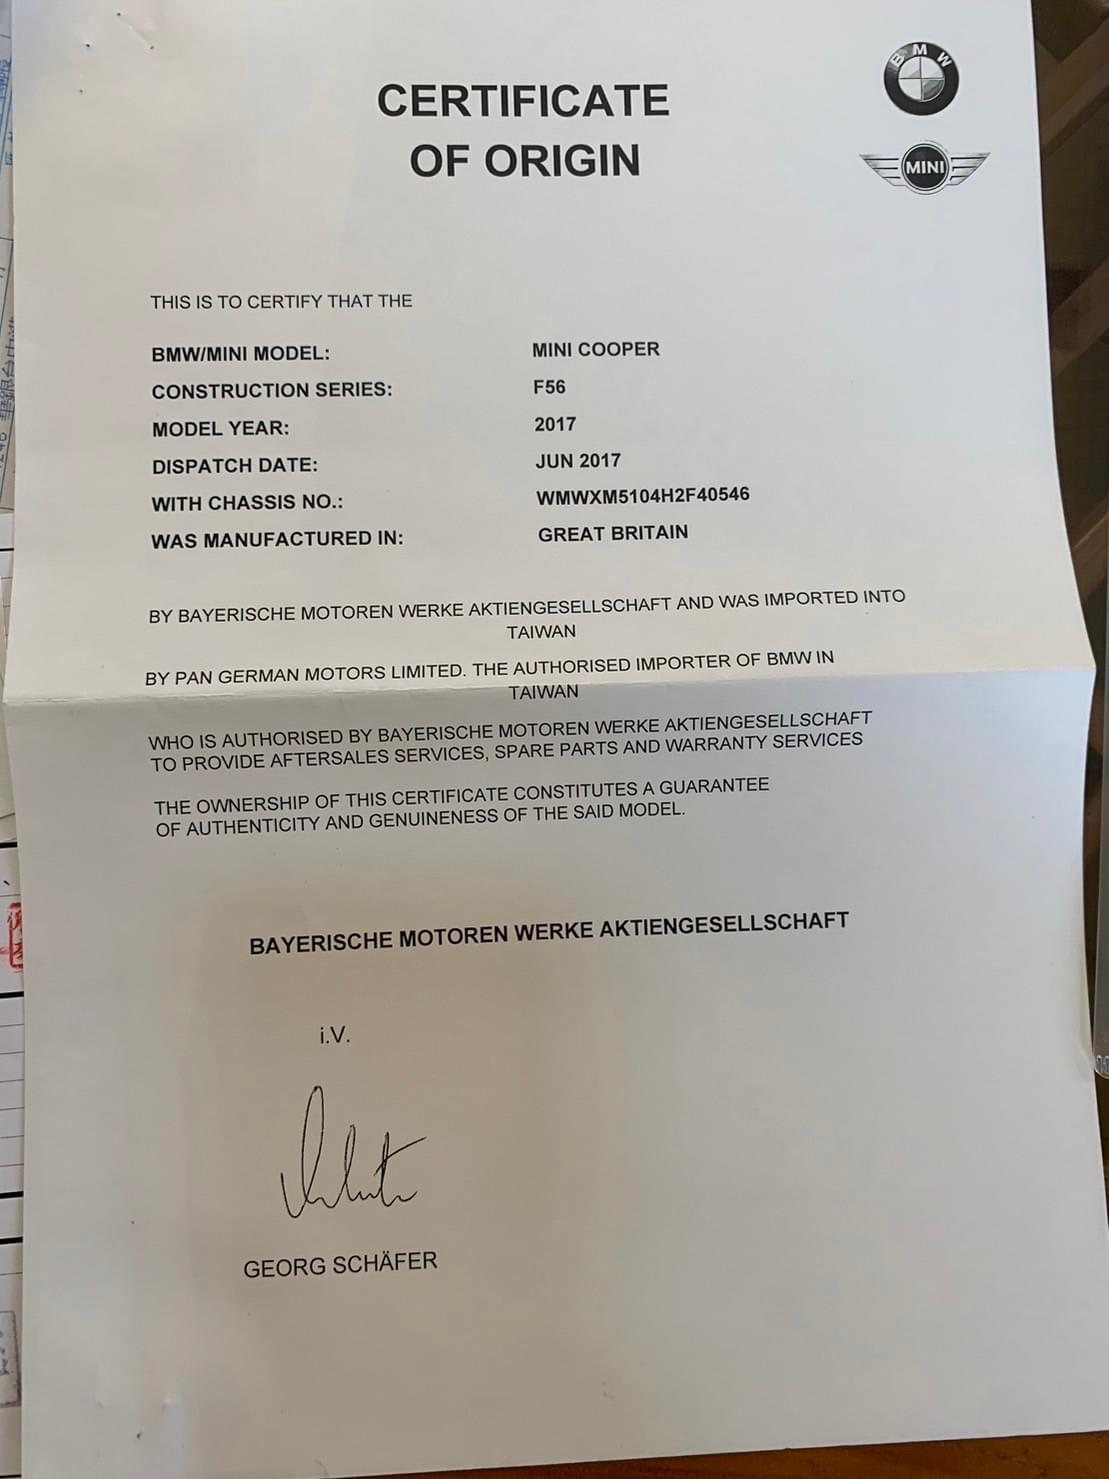 CERTIFICATE
OF ORIGIN
BMW
MINI
THIS IS TO CERTIFY THAT THE
BMW/MINI MODEL: MINI COOPER
CONSTRUCTION SERIES: F56
MODEL YEAR: 2017
DISPATCH DATE: JUN 2017
WITH CHASSIS NO.: WMWXM5104H2F40546
WAS MANUFACTURED IN: GREAT BRITAIN
BY BAYERISCHE MOTOREN WERKE AKTIENGESELLSCHAFT AND WAS IMPORTED INTO
TAIWAN
BY PAN GERMAN MOTORS LIMITED. THE AUTHORISED IMPORTER OF BMW IN
TAIWAN
WHO IS AUTHORISED BY BAYERISCHE MOTOREN WERKE AKTIENGESELLSCHAFT
TO PROVIDE AFTERSALES SERVICES, SPARE PARTS AND WARRANTY SERVICES
THE OWNERSHIP OF THIS CERTIFICATE CONSTITUTES A GUARANTEE
OF AUTHENTICITY AND GENUINENESS OF THE SAID MODEL.
BAYERISCHE MOTOREN WERKE AKTIENGESELLSCHAFT
i.V.
GEORG SCHÄFER